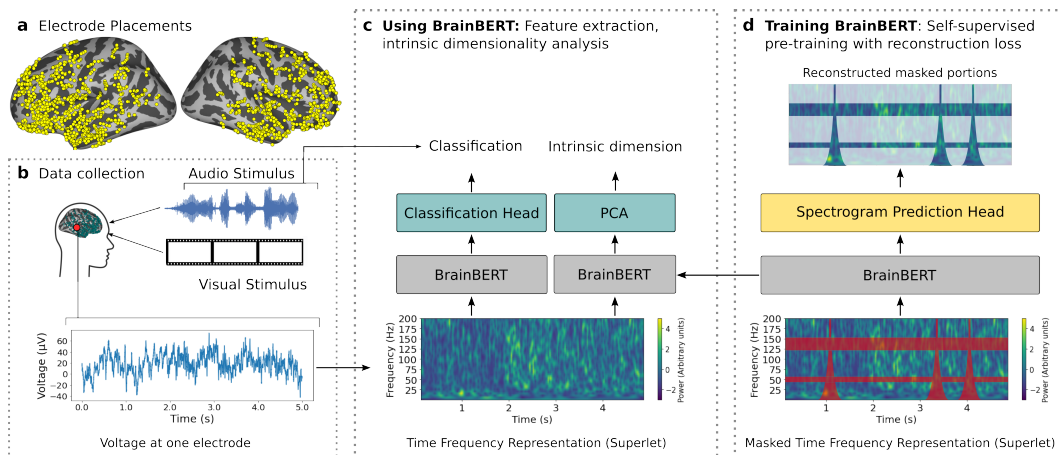 a Electrode Placements
b Data collection
Audio Stimulus
Visual Stimulus
Voltage (μV)
60
40
20
0
−20
−40
0.0 1.0 2.0 3.0 4.0 5.0
Time (s)
Voltage at one electrode
c Using BrainBERT: Feature extraction,
intrinsic dimensionality analysis
Classification
Intrinsic dimension
Classification Head
PCA
BrainBERT
BrainBERT
Frequency (Hz)
200
175
150
125
100
75
50
25
1 2 3 4
Time (s)
4
2
0
−2
Power (Arbitrary units)
Time Frequency Representation (Superlet)
d Training BrainBERT: Self-supervised
pre-training with reconstruction loss
Reconstructed masked portions
Spectrogram Prediction Head
BrainBERT
Frequency (Hz)
200
175
150
125
100
75
50
25
1 2 3 4
Time (s)
4
2
0
−2
Power (Arbitrary units)
Masked Time Frequency Representation (Superlet)